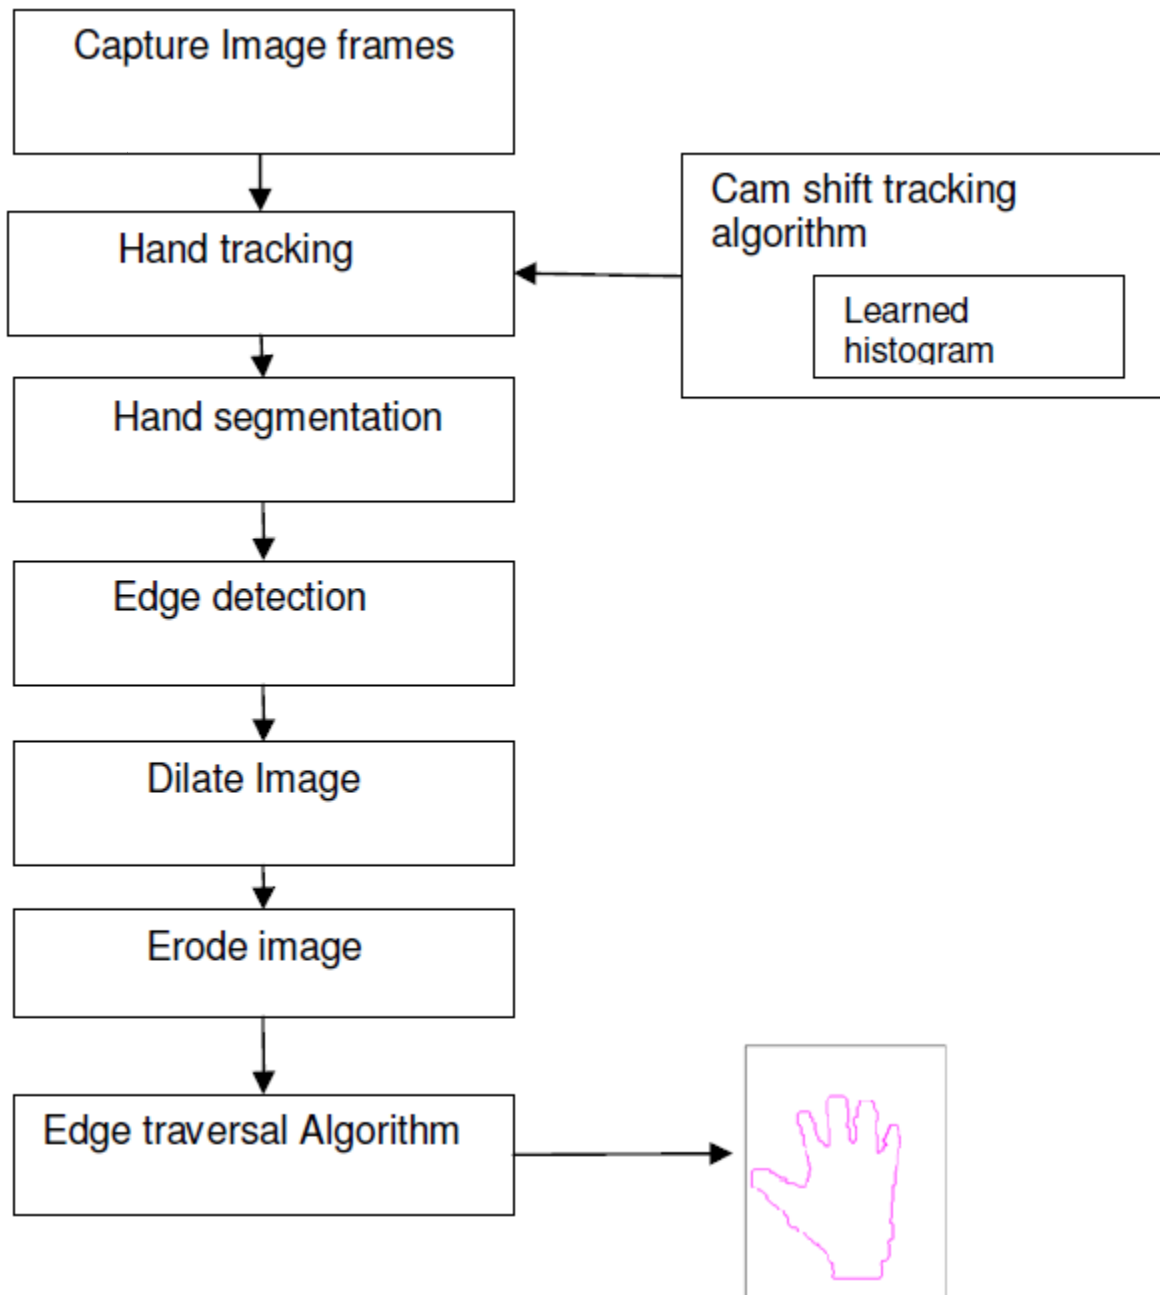 Capture Image frames
Hand tracking
Cam shift tracking
algorithm
Learned
histogram
Hand segmentation
Edge detection
Dilate Image
Erode image
Edge traversal Algorithm